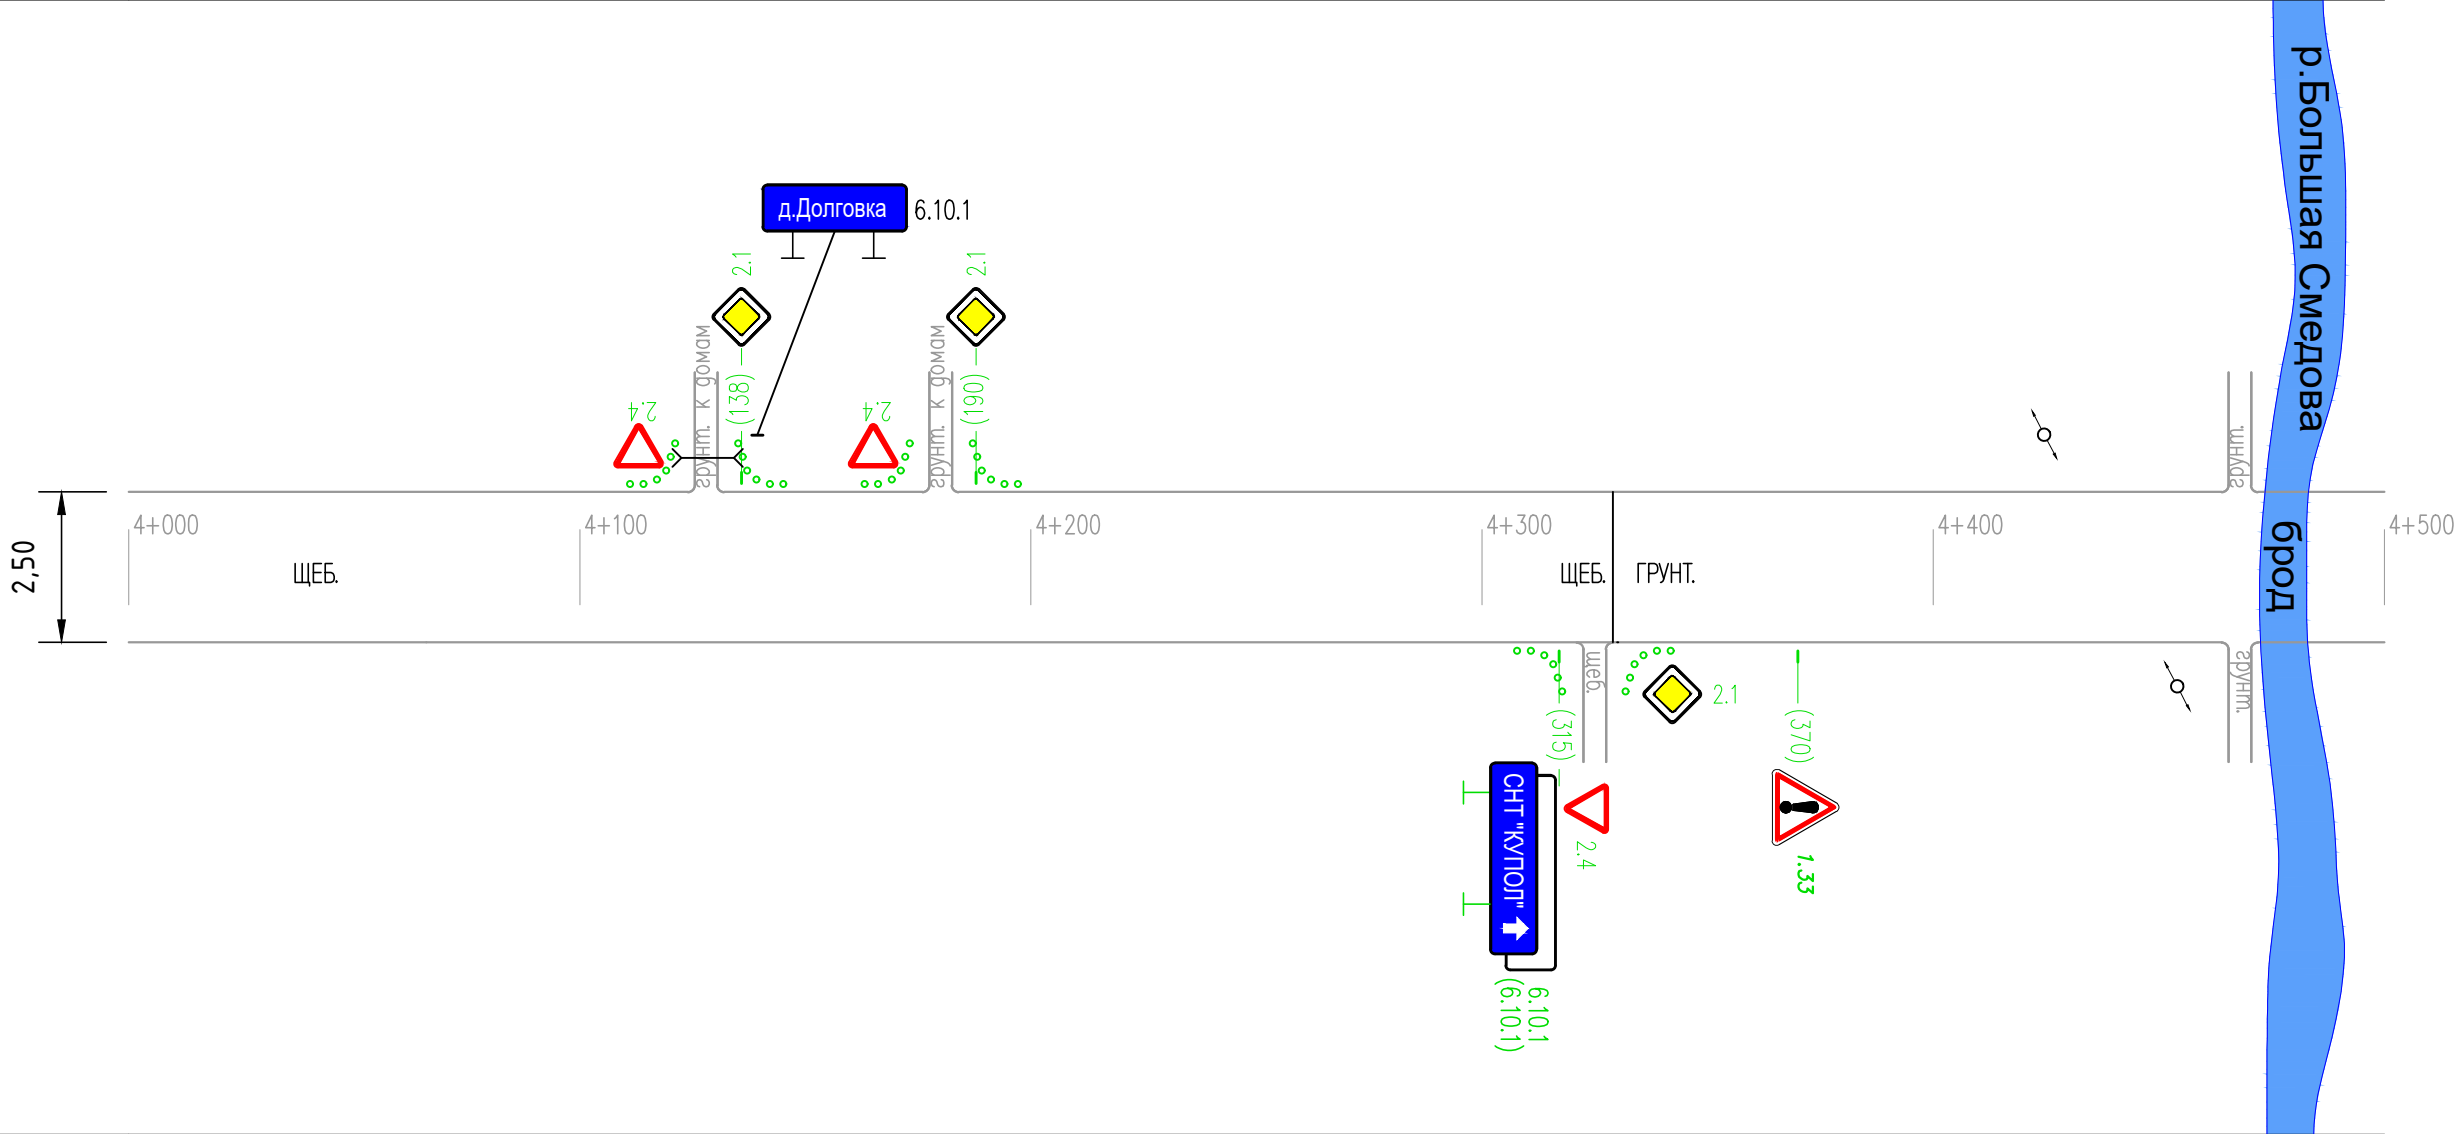 р.Большая Смедова
д.Долговка
6.10.1
2.1
2.1
грунт. к домам
(138)
2.4
грунт. к домам
(190)
2.4
грунт.
4+000
4+100
4+200
4+300
4+400
4+500
2,50
ЩЕБ.
ЩЕБ.
ГРУНТ.
брод
щеб.
2.1
(315)
(370)
грунт.
СНТ "КУПОЛ"
2.4
1.33
6.10.1
(6.10.1)